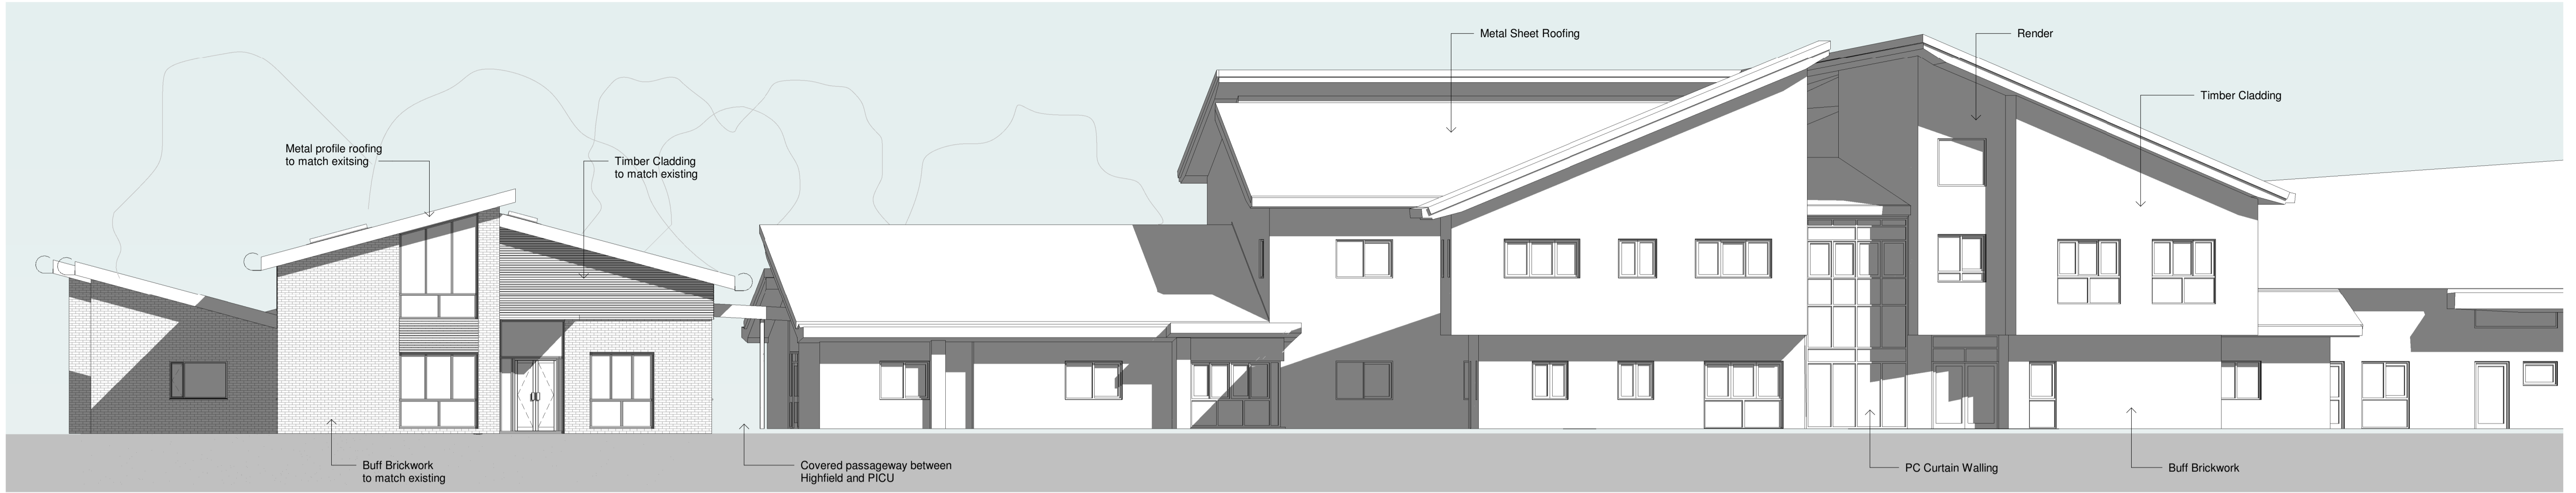 Metal Sheet Roofing
Render
Timber Cladding
Metal profile roofing
to match exitsing
Timber Cladding
to match existing
Buff Brickwork
to match existing
Covered passageway between
Highfield and PICU
PC Curtain Walling
Buff Brickwork